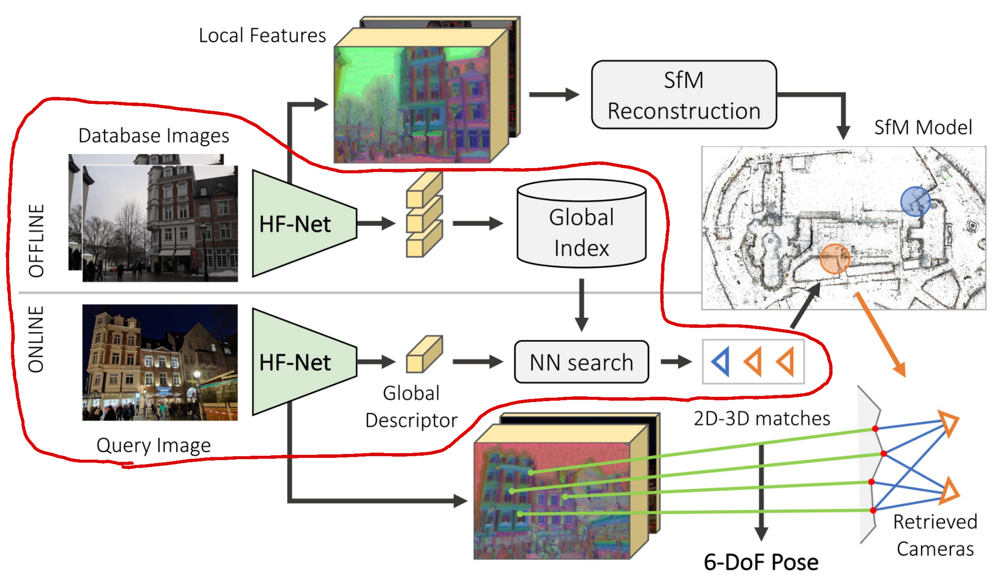 Local Features
SfM
Reconstruction
SfM Model
Database Images
OFFLINE
HF-Net
Global
Index
ONLINE
HF-Net
NN search
Global
Descriptor
Query Image
2D-3D matches
Retrieved
Cameras
6-DoF Pose